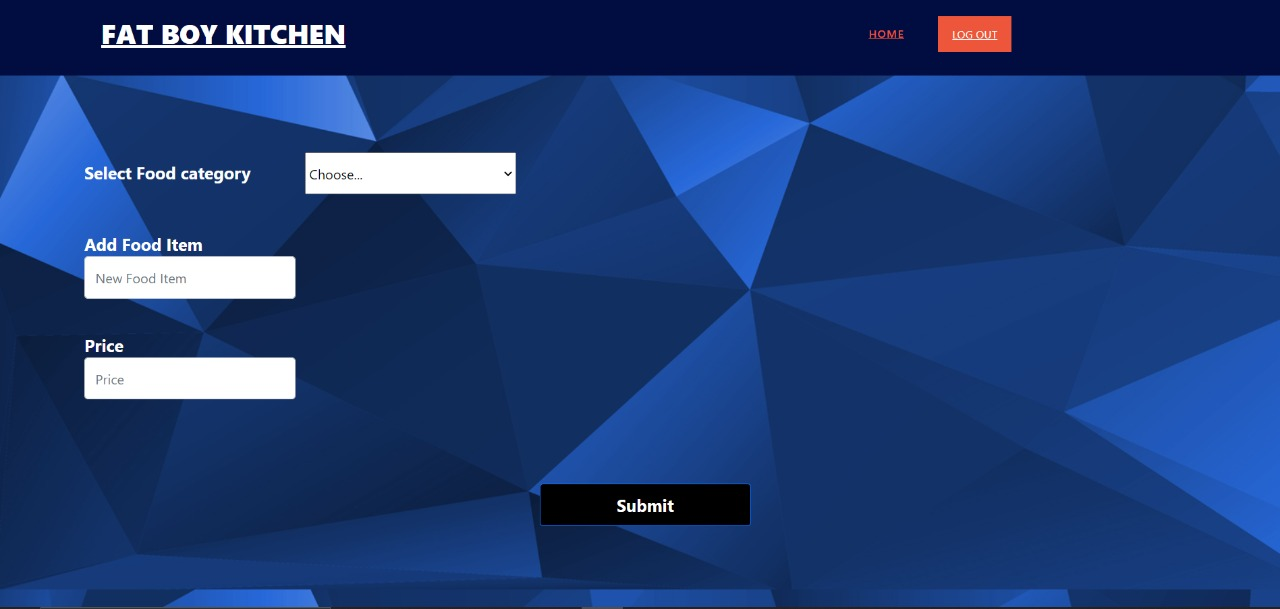 FAT BOY KITCHEN
HOME
LOG OUT
Select Food category
Choose...
Add Food Item
New Food Item
Price
Price
Submit